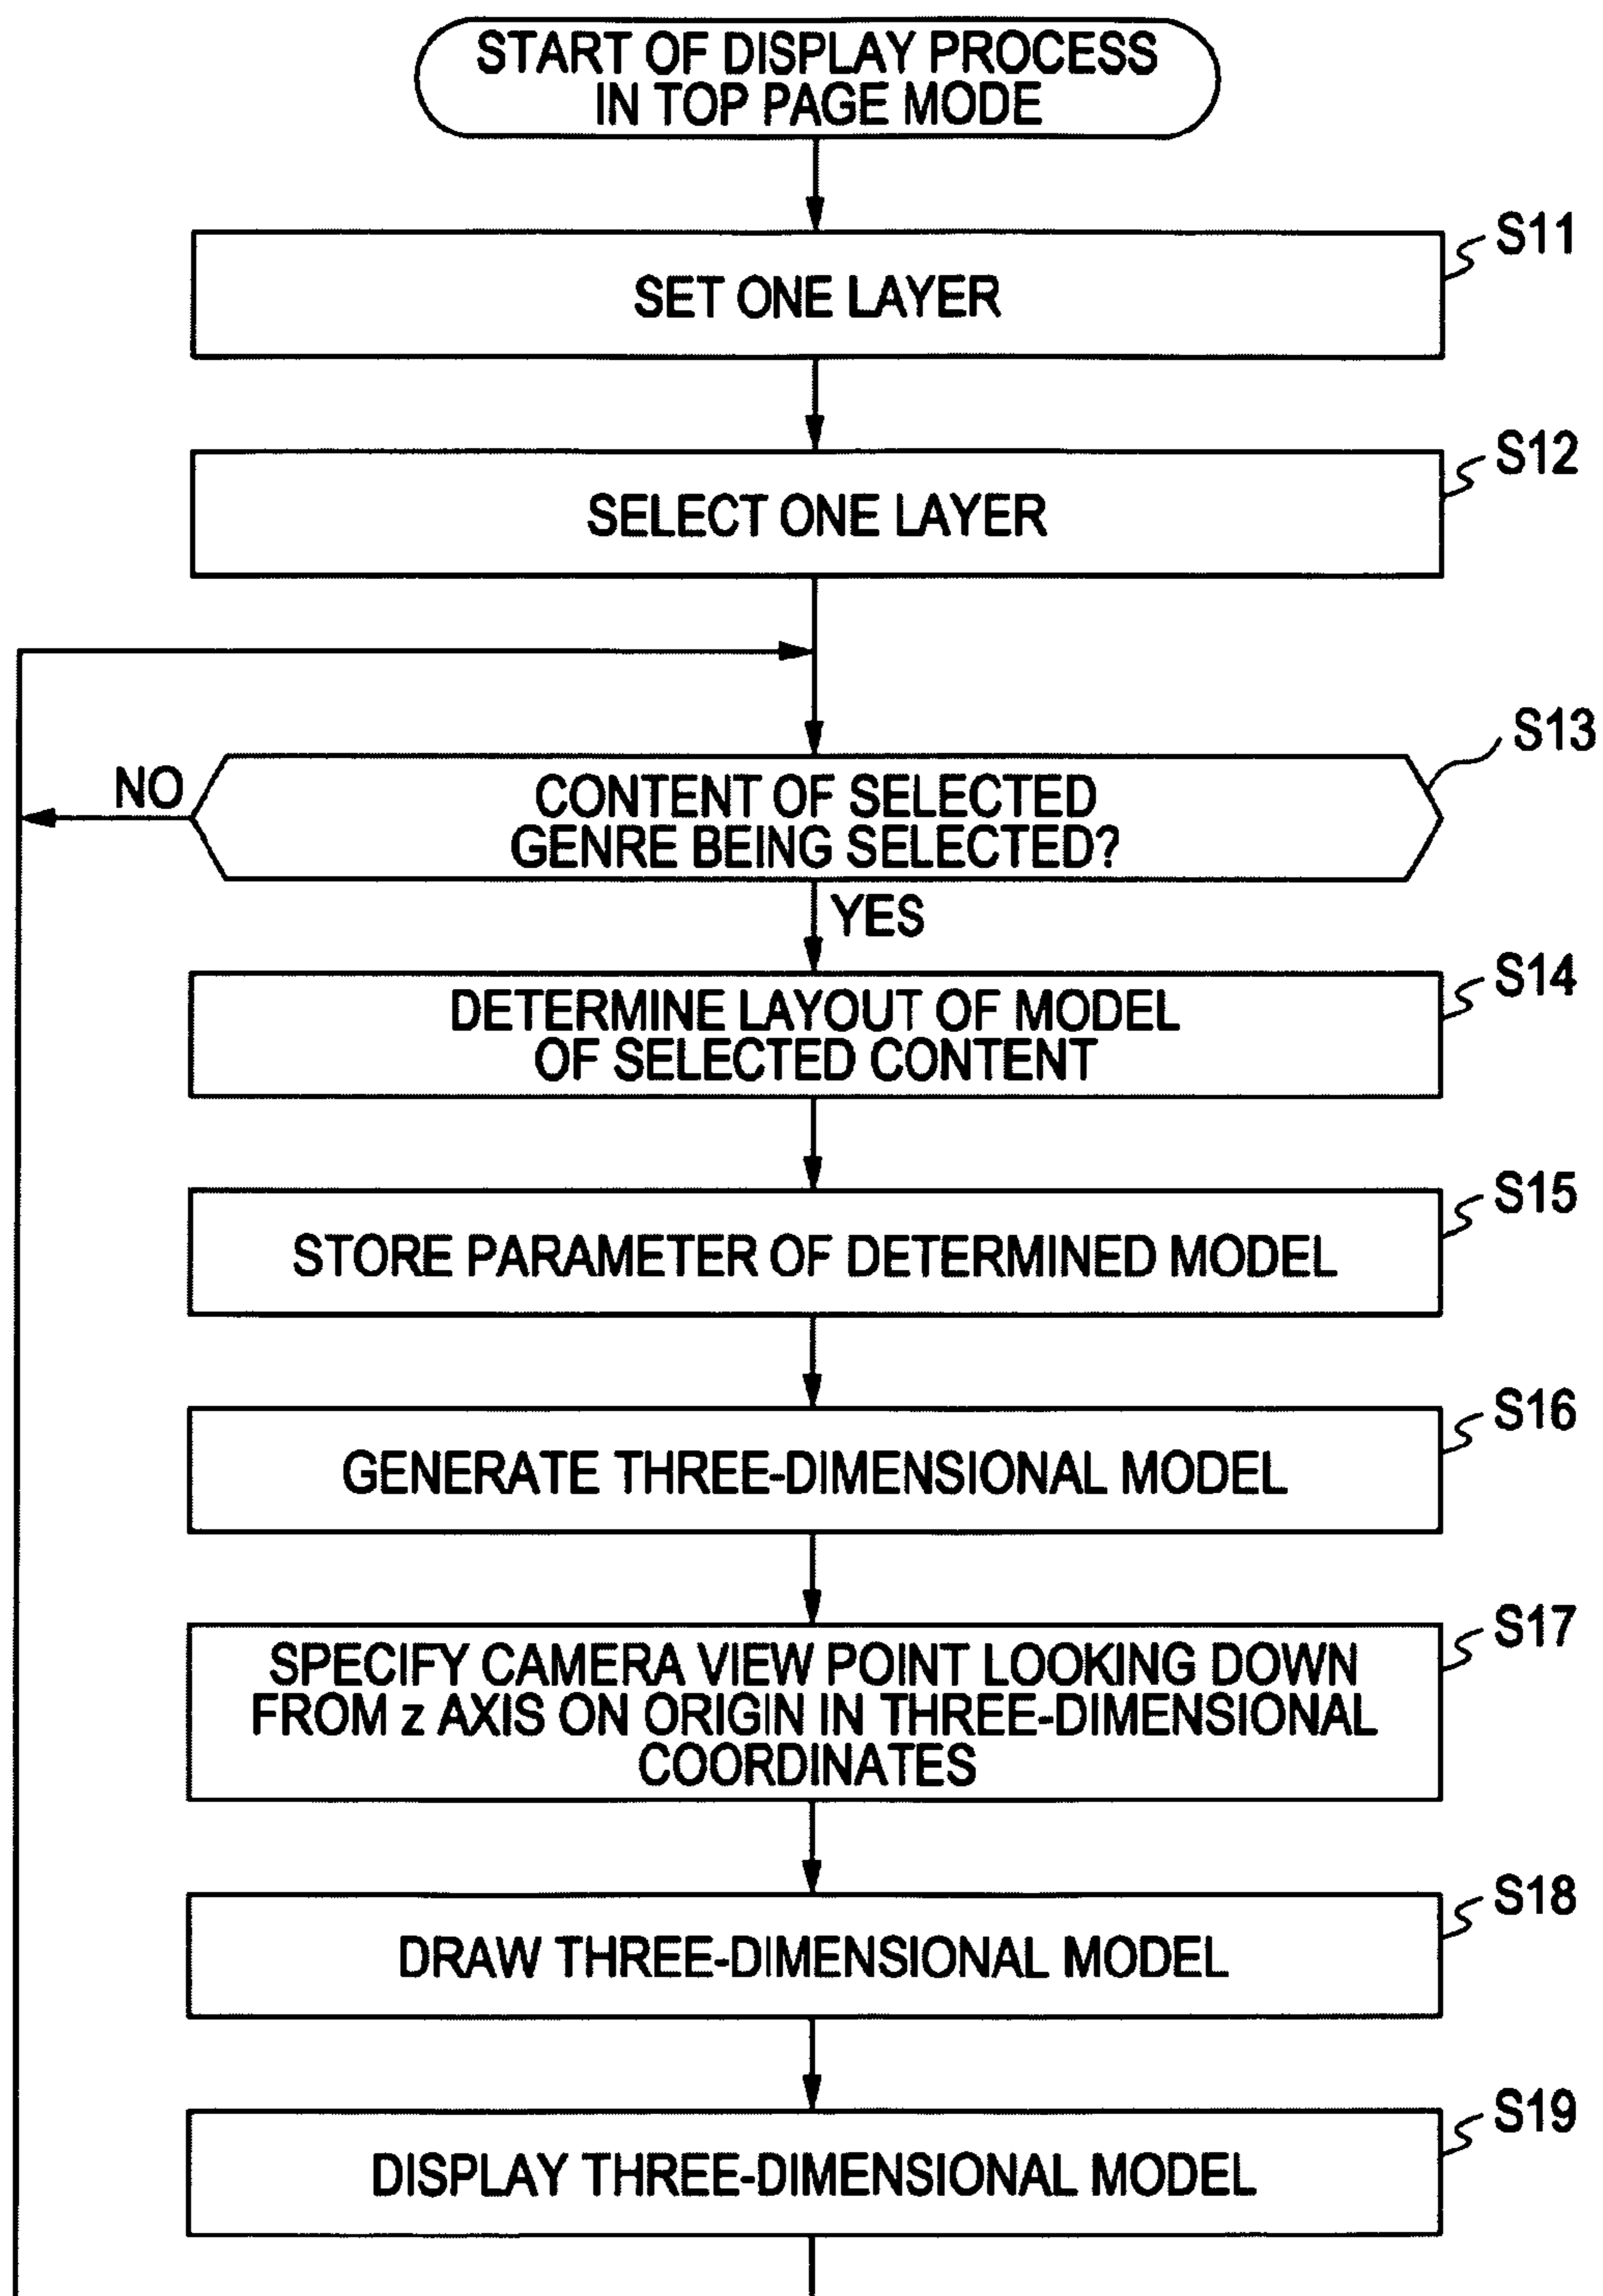 START OF DISPLAY PROCESS
IN TOP PAGE MODE
S11
SET ONE LAYER
S12
SELECT ONE LAYER
S13
NO
CONTENT OF SELECTED
GENRE BEING SELECTED?
YES
S14
DETERMINE LAYOUT OF MODEL
OF SELECTED CONTENT
S15
STORE PARAMETER OF DETERMINED MODEL
S16
GENERATE THREE-DIMENSIONAL MODEL
S17
SPECIFY CAMERA VIEW POINT LOOKING DOWN
FROM z AXIS ON ORIGIN IN THREE-DIMENSIONAL
COORDINATES
S18
DRAW THREE-DIMENSIONAL MODEL
S19
DISPLAY THREE-DIMENSIONAL MODEL